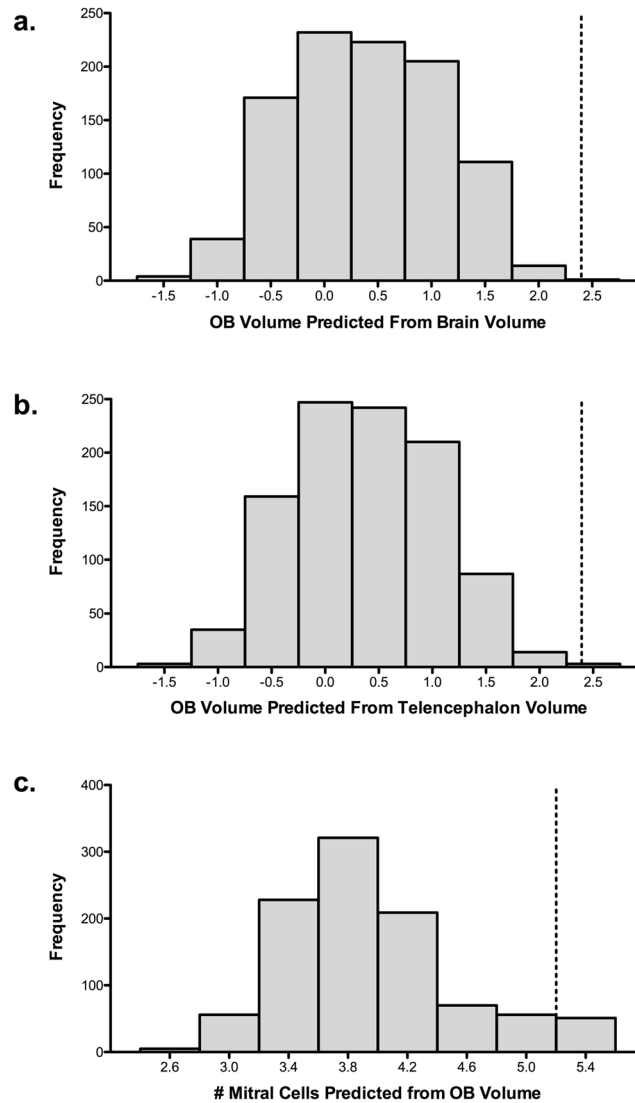 a.
250
200
150
100
50
0
Frequency
-1.5 -1.0 -0.5 0.0 0.5 1.0 1.5 2.0 2.5
OB Volume Predicted From Brain Volume
b.
250
200
150
100
50
0
Frequency
-1.5 -1.0 -0.5 0.0 0.5 1.0 1.5 2.0 2.5
OB Volume Predicted From Telencephalon Volume
c.
400
300
200
100
0
Frequency
2.6 3.0 3.4 3.8 4.2 4.6 5.0 5.4
# Mitral Cells Predicted from OB Volume